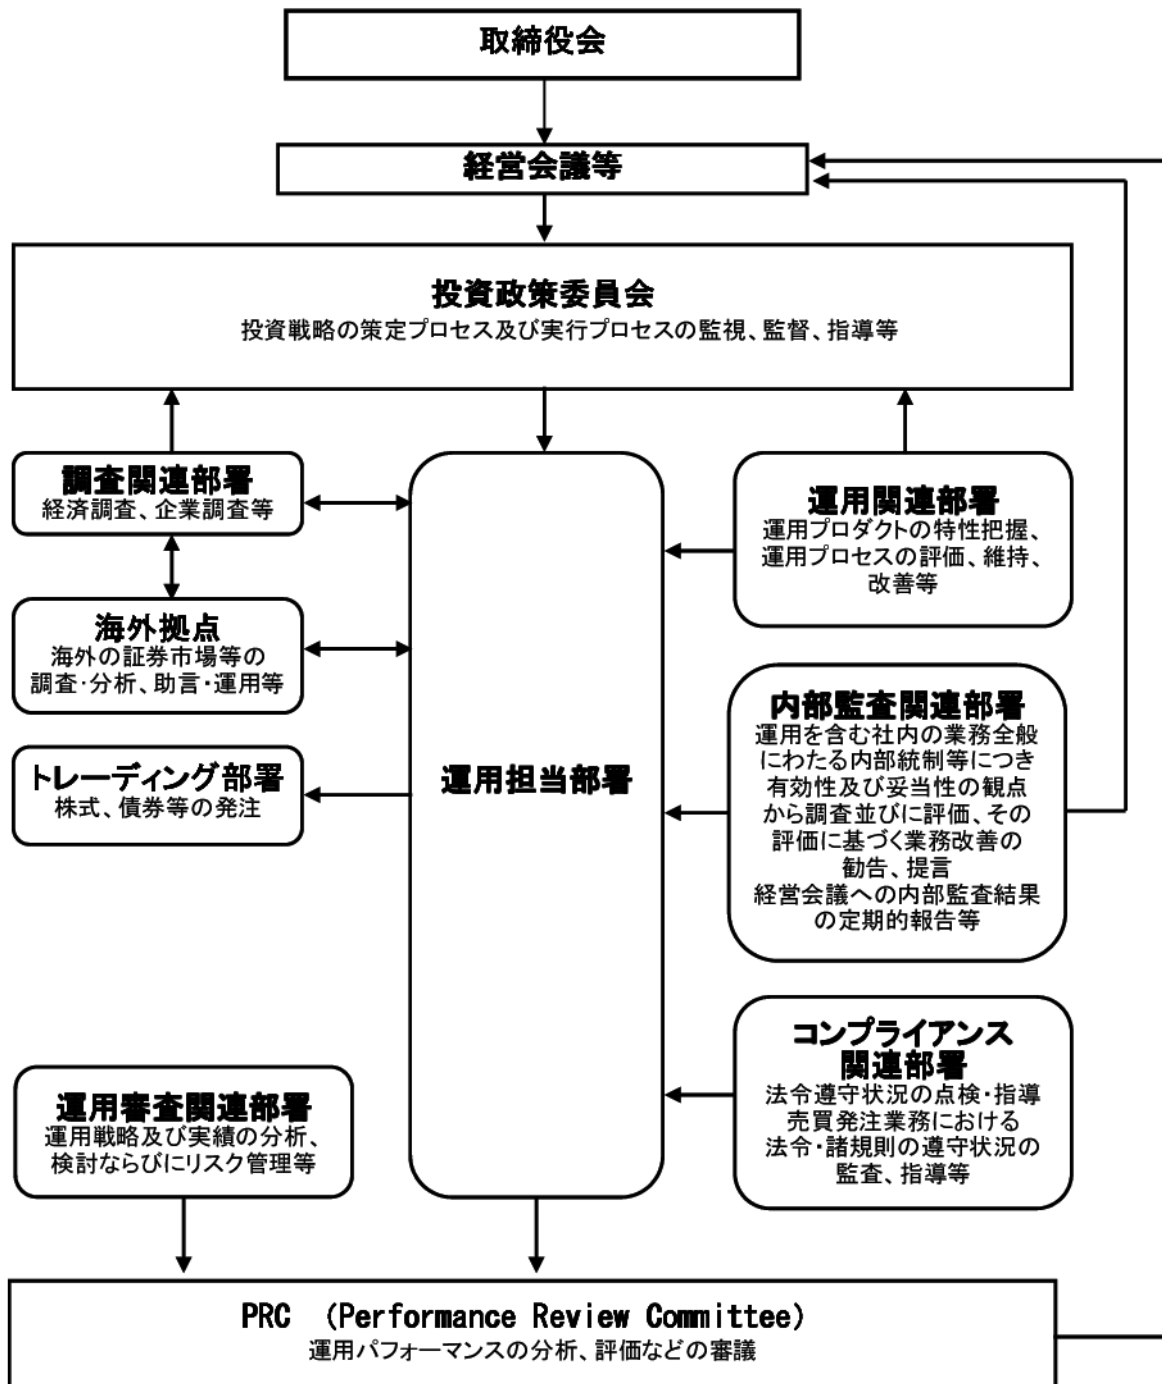 取締役会
経営会議等
投資政策委員会
投資戦略の策定プロセス及び実行プロセスの監視、監督、指導等
調査関連部署
経済調査、企業調査等
海外拠点
海外の証券市場等の
調査・分析、助言・運用等
トレーディング部署
株式、債券等の発注
運用担当部署
運用関連部署
運用プロダクトの特性把握、
運用プロセスの評価、維持、
改善等
内部監査関連部署
運用を含む社内の業務全般
にわたる内部統制等につき
有効性及び妥当性の観点
から調査並びに評価、その
評価に基づく業務改善の
勧告、提言
経営会議への内部監査結果
の定期的報告等
コンプライアンス
関連部署
法令遵守状況の点検・指導
売買発注業務における
法令・諸規則の遵守状況の
監査、指導等
運用審査関連部署
運用戦略及び実績の分析、
検討ならびにリスク管理等
PRC (Performance Review Committee)
運用パフォーマンスの分析、評価などの審議